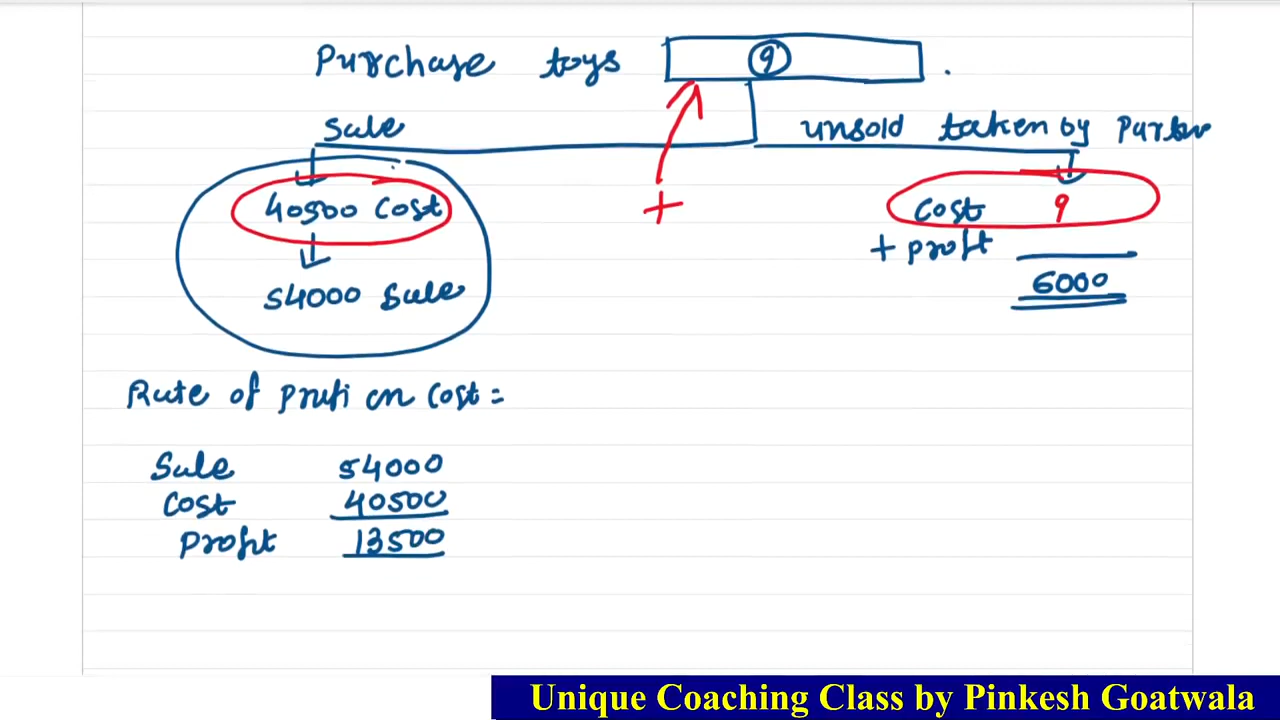 Purchase toys ? .
Sale unsold taken by Partner
40500 Cost + Cost ?
+ profit
54000 Sale 6000
Rate of profi on Cost =
Sale 54000
Cost 40500
Profit 13500
Unique Coaching Class by Pinkesh Goatwala